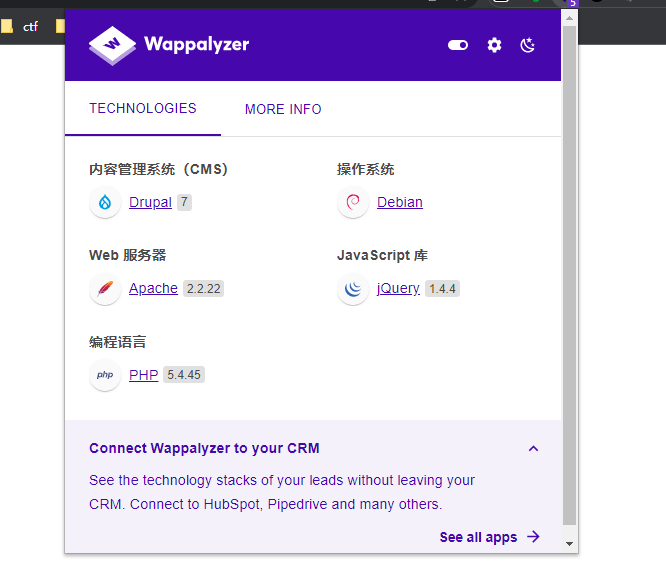 ctf
5
Wappalyzer
TECHNOLOGIES MORE INFO
内容管理系统（CMS） 操作系统
Drupal 7 Debian
Web 服务器 JavaScript 库
Apache 2.2.22 jQuery 1.4.4
编程语言
php PHP 5.4.45
Connect Wappalyzer to your CRM
See the technology stacks of your leads without leaving your
CRM. Connect to HubSpot, Pipedrive and many others.
See all apps